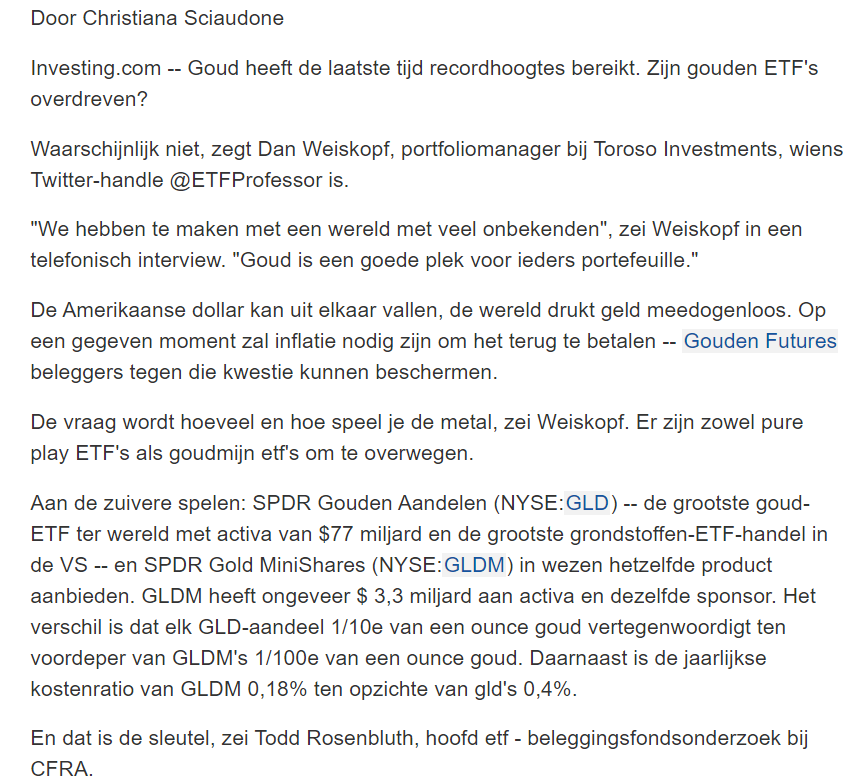 Door Christiana Sciaudone
Investing.com -- Goud heeft de laatste tijd recordhoogtes bereikt. Zijn gouden ETF's
overdreven?
Waarschijnlijk niet, zegt Dan Weiskopf, portfoliomanager bij Toroso Investments, wiens
Twitter-handle @ETFProfessor is.
"We hebben te maken met een wereld met veel onbekenden", zei Weiskopf in een
telefonisch interview. "Goud is een goede plek voor ieders portefeuille."
De Amerikaanse dollar kan uit elkaar vallen, de wereld drukt geld meedogenloos. Op
een gegeven moment zal inflatie nodig zijn om het terug te betalen -- Gouden Futures
beleggers tegen die kwestie kunnen beschermen.
De vraag wordt hoeveel en hoe speel je de metal, zei Weiskopf. Er zijn zowel pure
play ETF's als goudmijn etf's om te overwegen.
Aan de zuivere spelen: SPDR Gouden Aandelen (NYSE:GLD) -- de grootste goud-
ETF ter wereld met activa van $77 miljard en de grootste grondstoffen-ETF-handel in
de VS -- en SPDR Gold MiniShares (NYSE:GLDM) in wezen hetzelfde product
aanbieden. GLDM heeft ongeveer $ 3,3 miljard aan activa en dezelfde sponsor. Het
verschil is dat elk GLD-aandeel 1/10e van een ounce goud vertegenwoordigt ten
voordeper van GLDM's 1/100e van een ounce goud. Daarnaast is de jaarlijkse
kostenratio van GLDM 0,18% ten opzichte van gld's 0,4%.
En dat is de sleutel, zei Todd Rosenbluth, hoofd etf - beleggingsfondsonderzoek bij
CFRA.